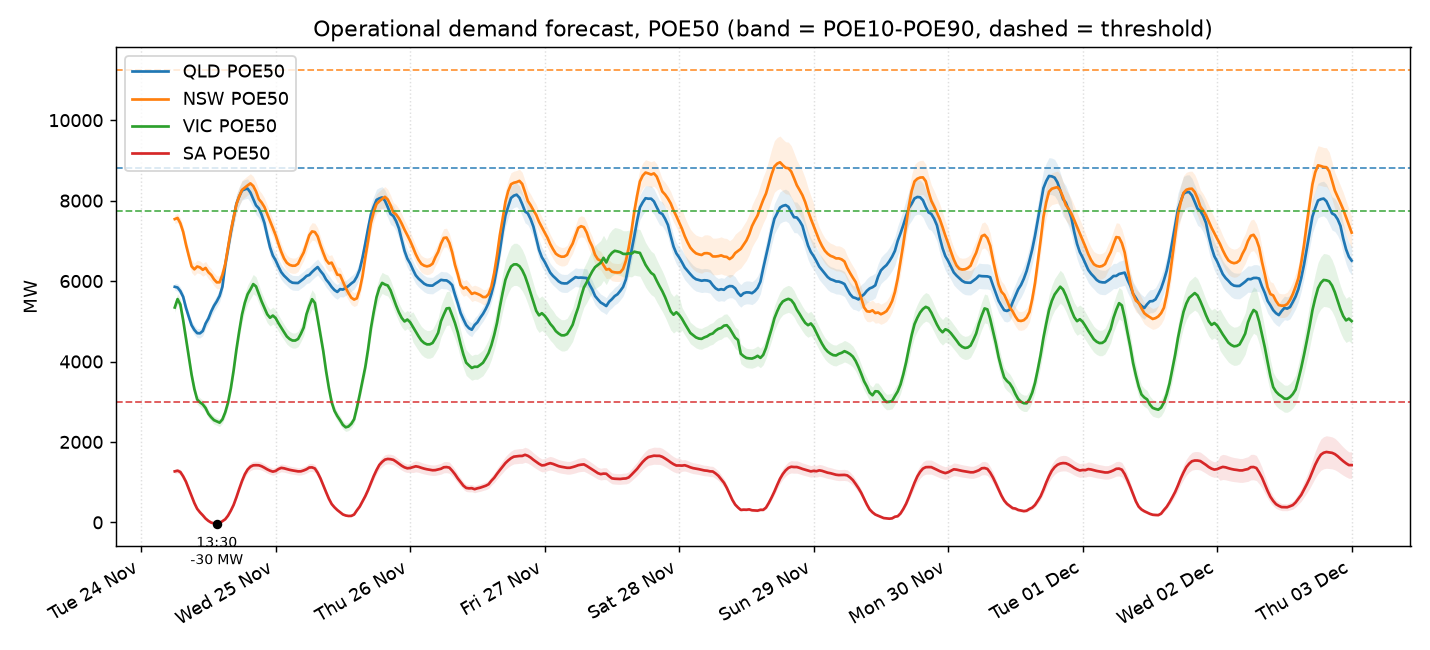 Operational demand forecast, POE50 (band = POE10-POE90, dashed = threshold)
QLD POE50
NSW POE50
VIC POE50
SA POE50
MW
10000
8000
6000
4000
2000
0
13:30
-30 MW
Tue 24 Nov
Wed 25 Nov
Thu 26 Nov
Fri 27 Nov
Sat 28 Nov
Sun 29 Nov
Mon 30 Nov
Tue 01 Dec
Wed 02 Dec
Thu 03 Dec